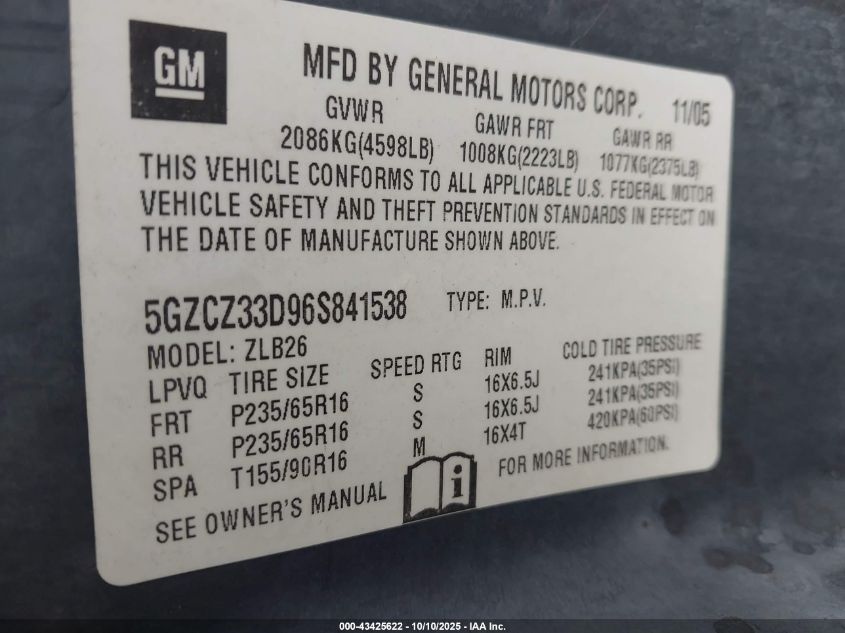 GM
MFD BY GENERAL MOTORS CORP. 11/05
GVWR GAWR FRT GAWR RR
2086KG(4598LB) 1008KG(2223LB) 1077KG(2375LB)
THIS VEHICLE CONFORMS TO ALL APPLICABLE U.S. FEDERAL MOTOR
VEHICLE SAFETY AND THEFT PREVENTION STANDARDS IN EFFECT ON
THE DATE OF MANUFACTURE SHOWN ABOVE.
5GZCZ33D96S841538 TYPE: M.P.V.
MODEL: ZLB26
LPVQ TIRE SIZE SPEED RTG RIM COLD TIRE PRESSURE
FRT P235/65R16 S 16X6.5J 241KPA(35PSI)
RR P235/65R16 S 16X6.5J 241KPA(35PSI)
SPA T155/90R16 M 16X4T 420KPA(60PSI)
SEE OWNER'S MANUAL i FOR MORE INFORMATION.
000-43425622 - 10/10/2025 - IAA Inc.